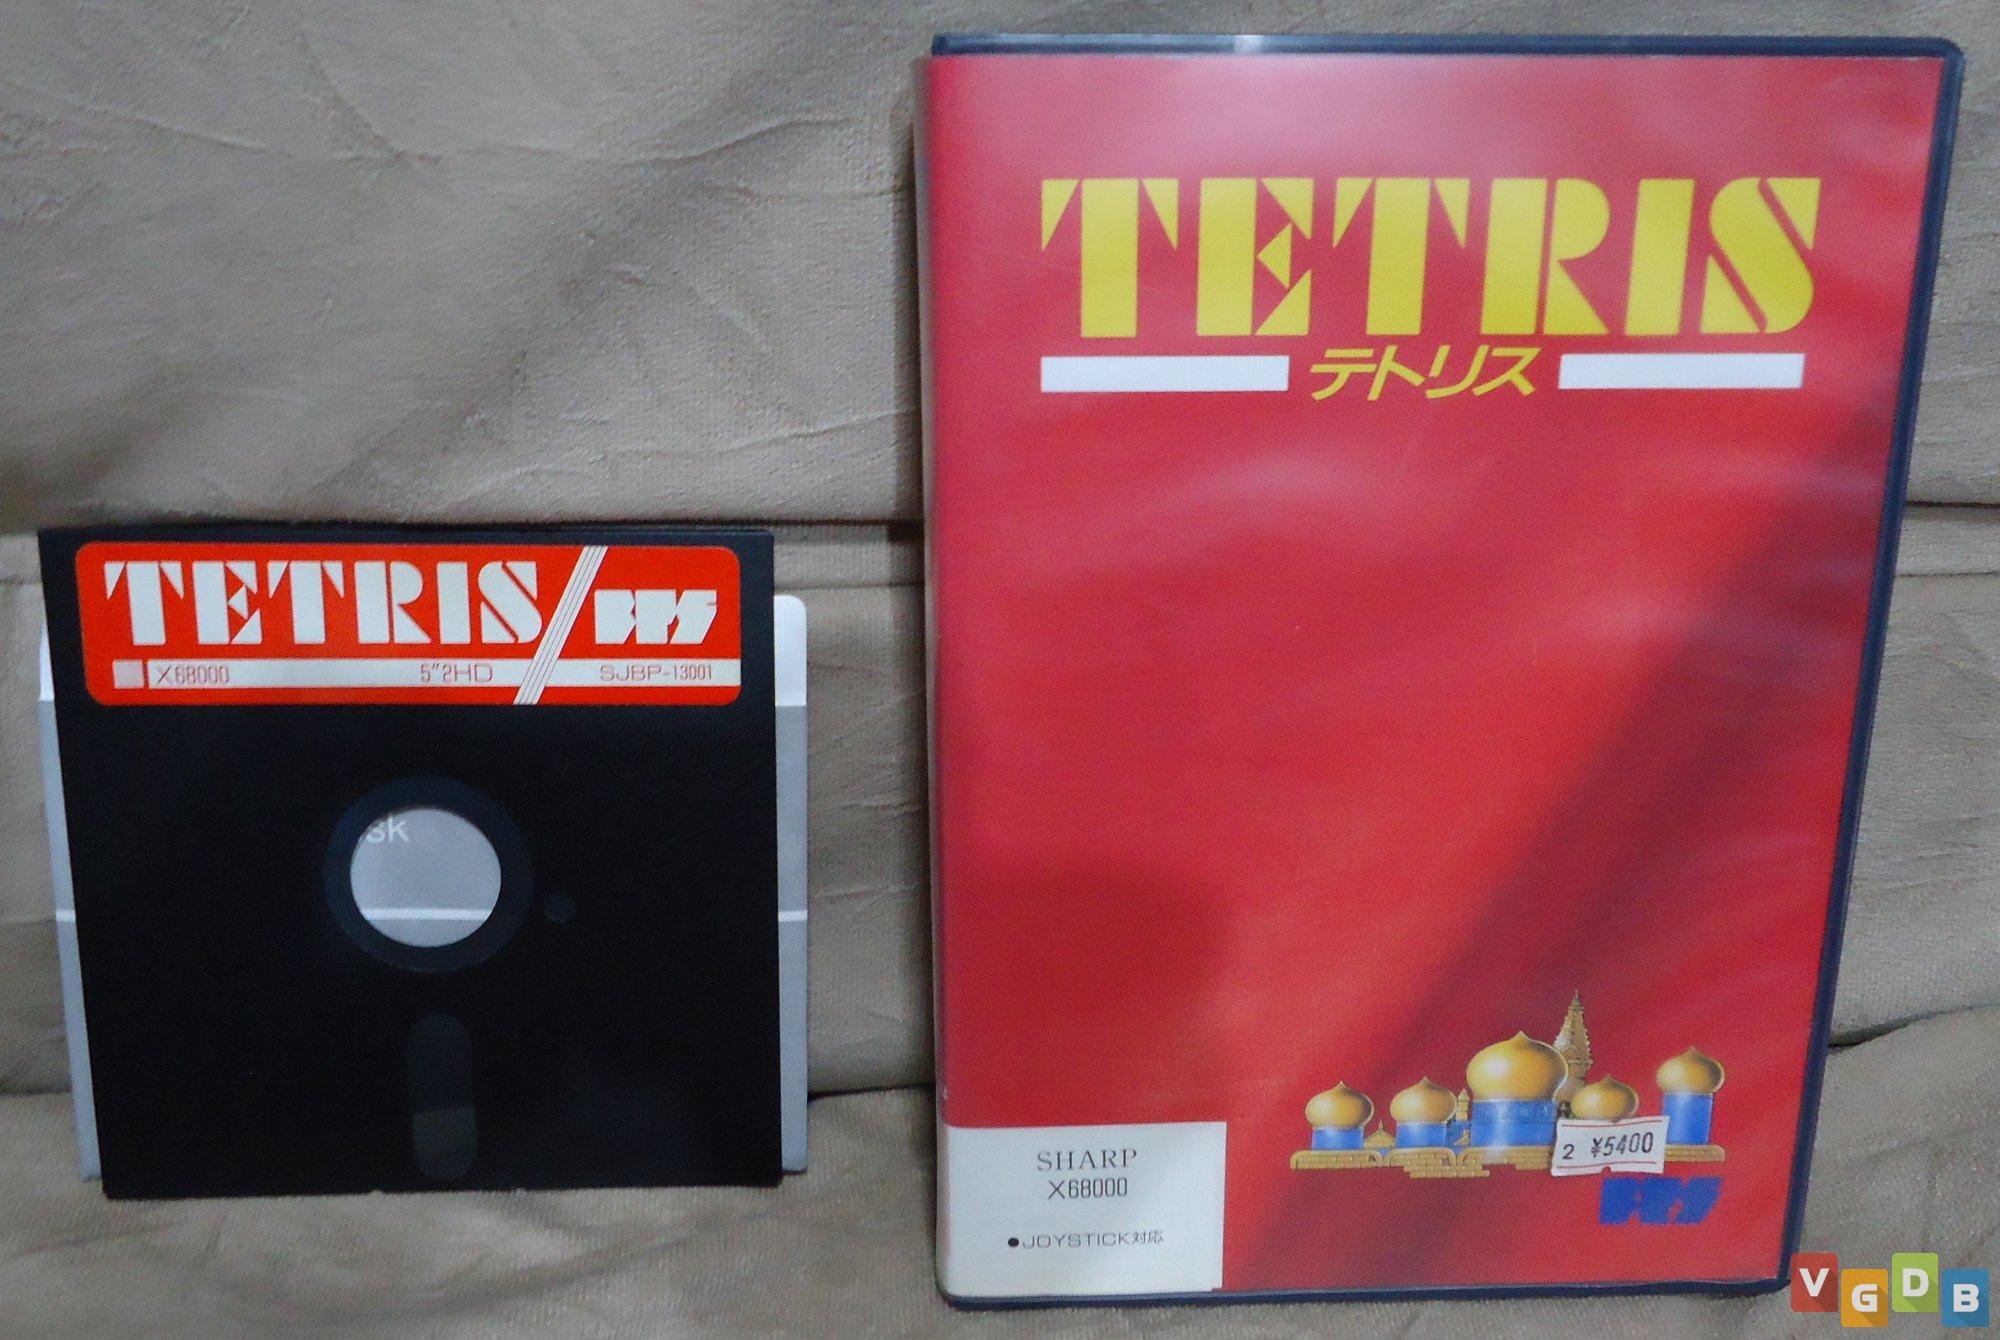 TETRIS
テトリス
SHARP
X68000
●JOYSTICK対応
2 ¥5400
BPS
TETRIS/BPS
X68000 5"2HD SJBP-13001
sk
VGDB